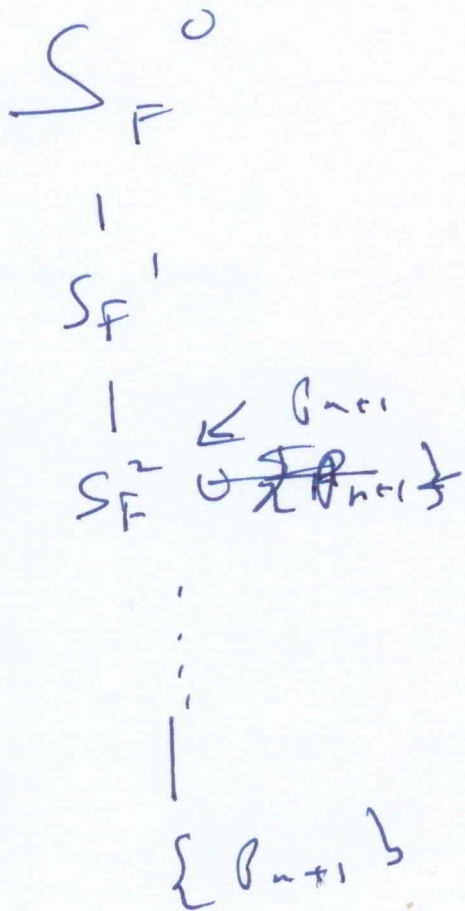 S_F^0
|
S_F^1
|
S_F^2 ↙ β_{n+1}
∪ {β_{n+1}}
⋮
|
{ β_{n+1} }